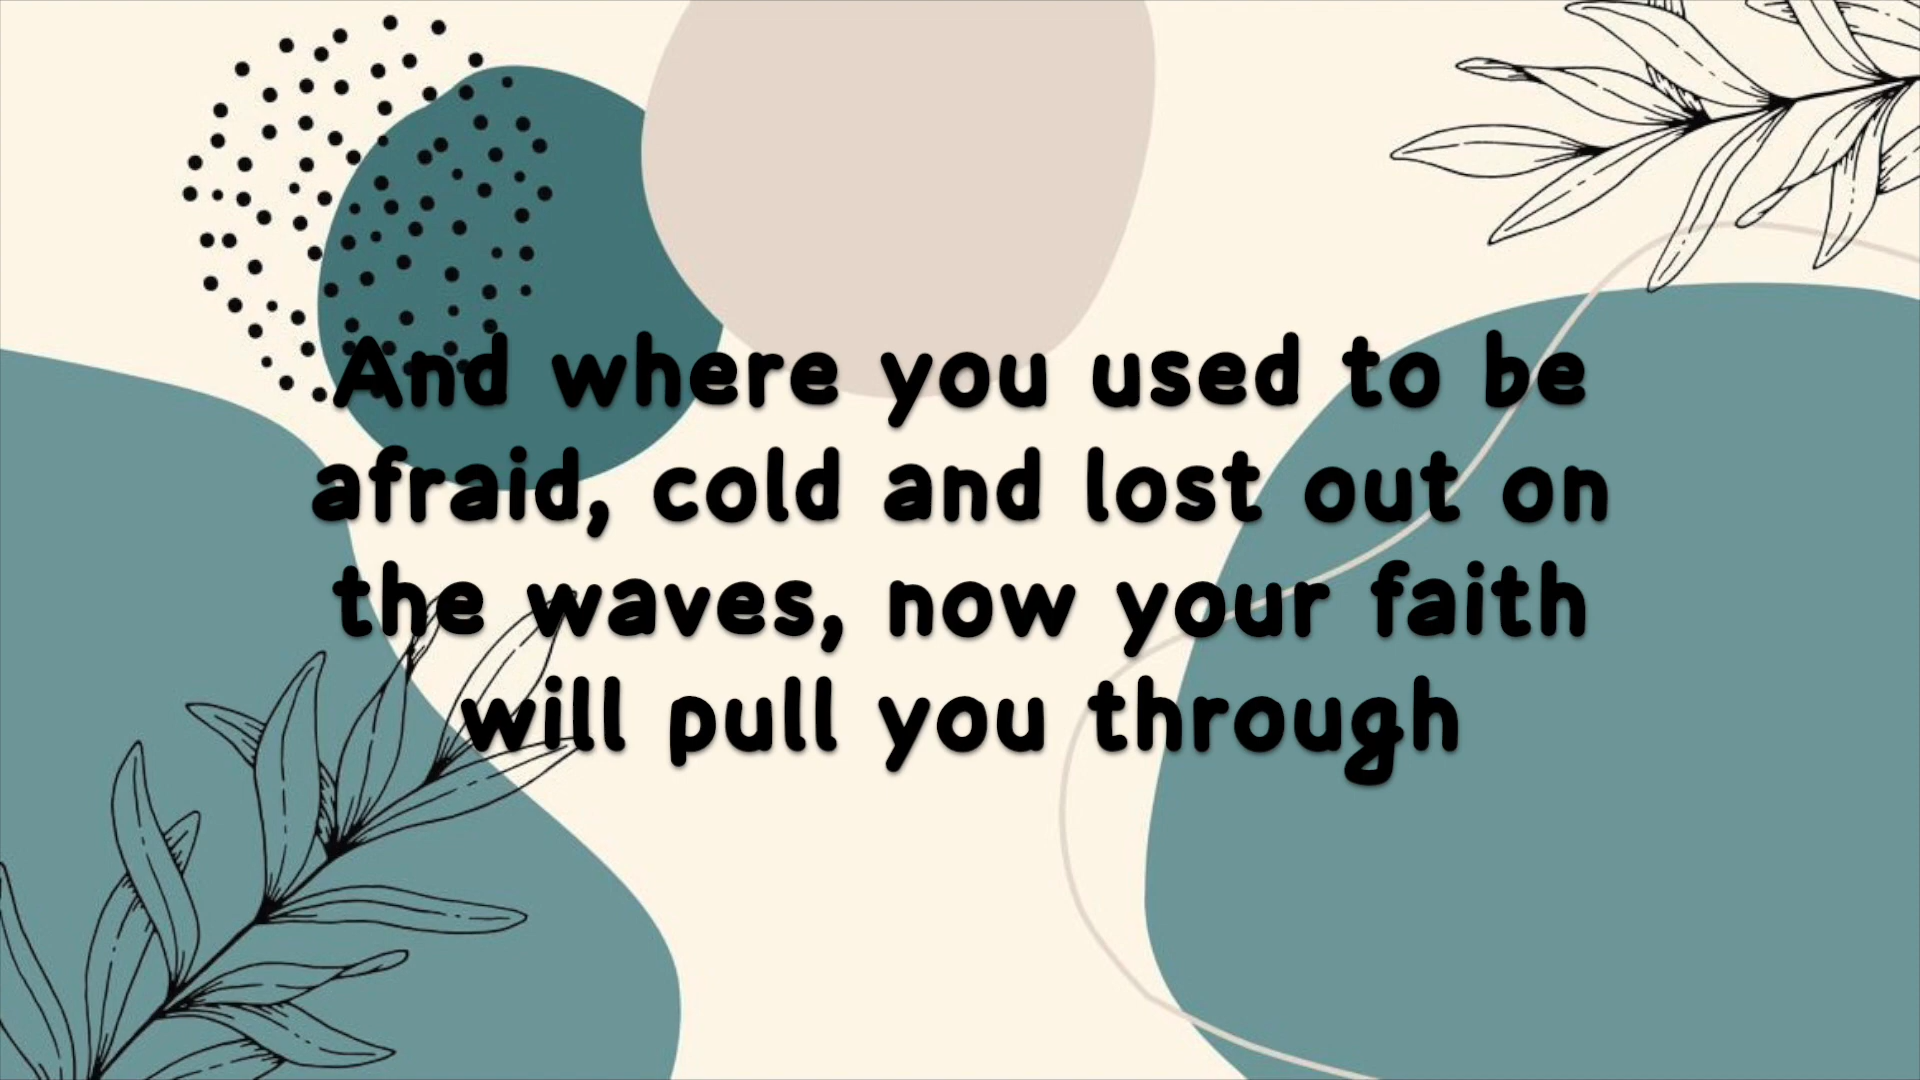 And where you used to be
afraid, cold and lost out on
the waves, now your faith
will pull you through